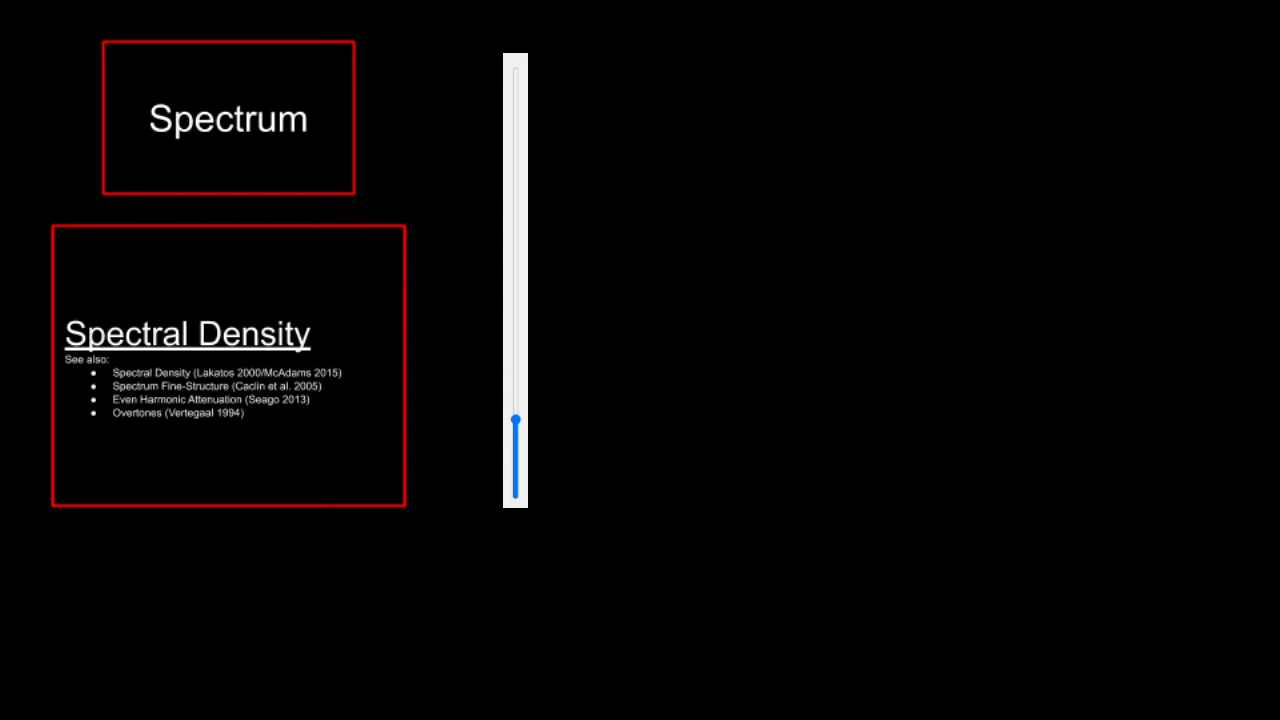 Spectrum
Spectral Density
See also:
● Spectral Density (Lakatos 2000/McAdams 2015)
● Spectrum Fine-Structure (Caclin et al. 2005)
● Even Harmonic Attenuation (Seago 2013)
● Overtones (Vertegaal 1994)